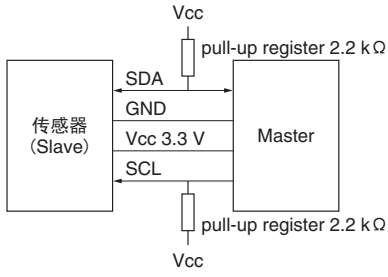 Vcc
pull-up register 2.2 kΩ
SDA
GND
传感器
(Slave)
Vcc 3.3 V
Master
SCL
pull-up register 2.2 kΩ
Vcc